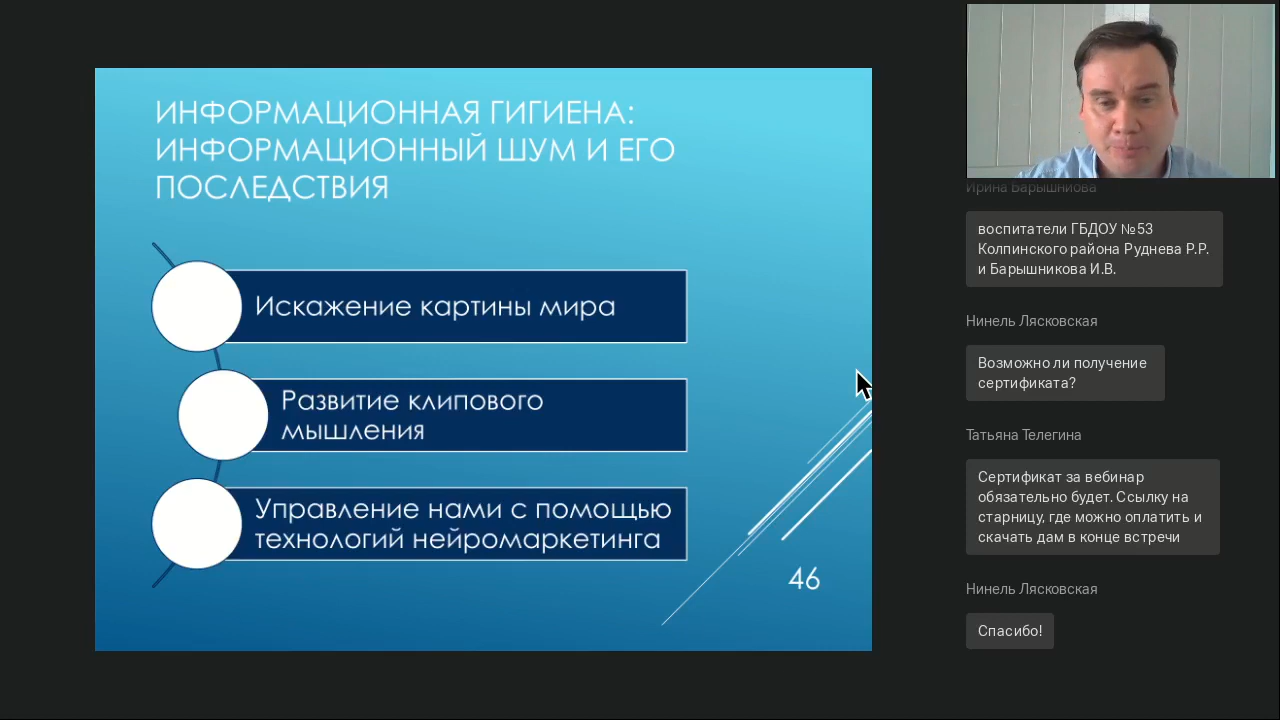 ИНФОРМАЦИОННАЯ ГИГИЕНА:
ИНФОРМАЦИОННЫЙ ШУМ И ЕГО
ПОСЛЕДСТВИЯ
Искажение картины мира
Развитие клипового
мышления
Управление нами с помощью
технологий нейромаркетинга
46
Ирина Барышниова
воспитатели ГБДОУ №53
Колпинского района Руднева Р.Р.
и Барышникова И.В.
Нинель Лясковская
Возможно ли получение
сертификата?
Татьяна Телегина
Сертификат за вебинар
обязательно будет. Ссылку на
старницу, где можно оплатить и
скачать дам в конце встречи
Нинель Лясковская
Спасибо!